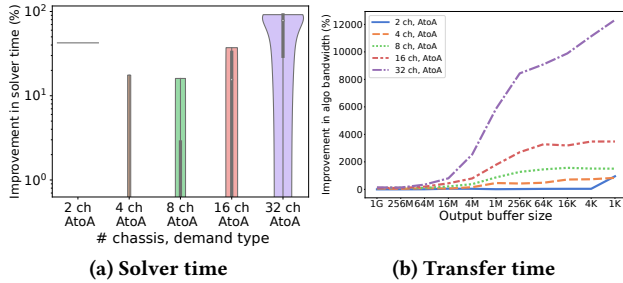 Improvement in solver time (%)
10²
10¹
10⁰
2 ch
AtoA
4 ch
AtoA
8 ch
AtoA
16 ch
AtoA
32 ch
AtoA
# chassis, demand type
(a) Solver time
Improvement in algo bandwidth (%)
12000
10000
8000
6000
4000
2000
0
2 ch, AtoA
4 ch, AtoA
8 ch, AtoA
16 ch, AtoA
32 ch, AtoA
1G 256M 64M 16M 4M 1M 256K 64K 16K 4K 1K
Output buffer size
(b) Transfer time